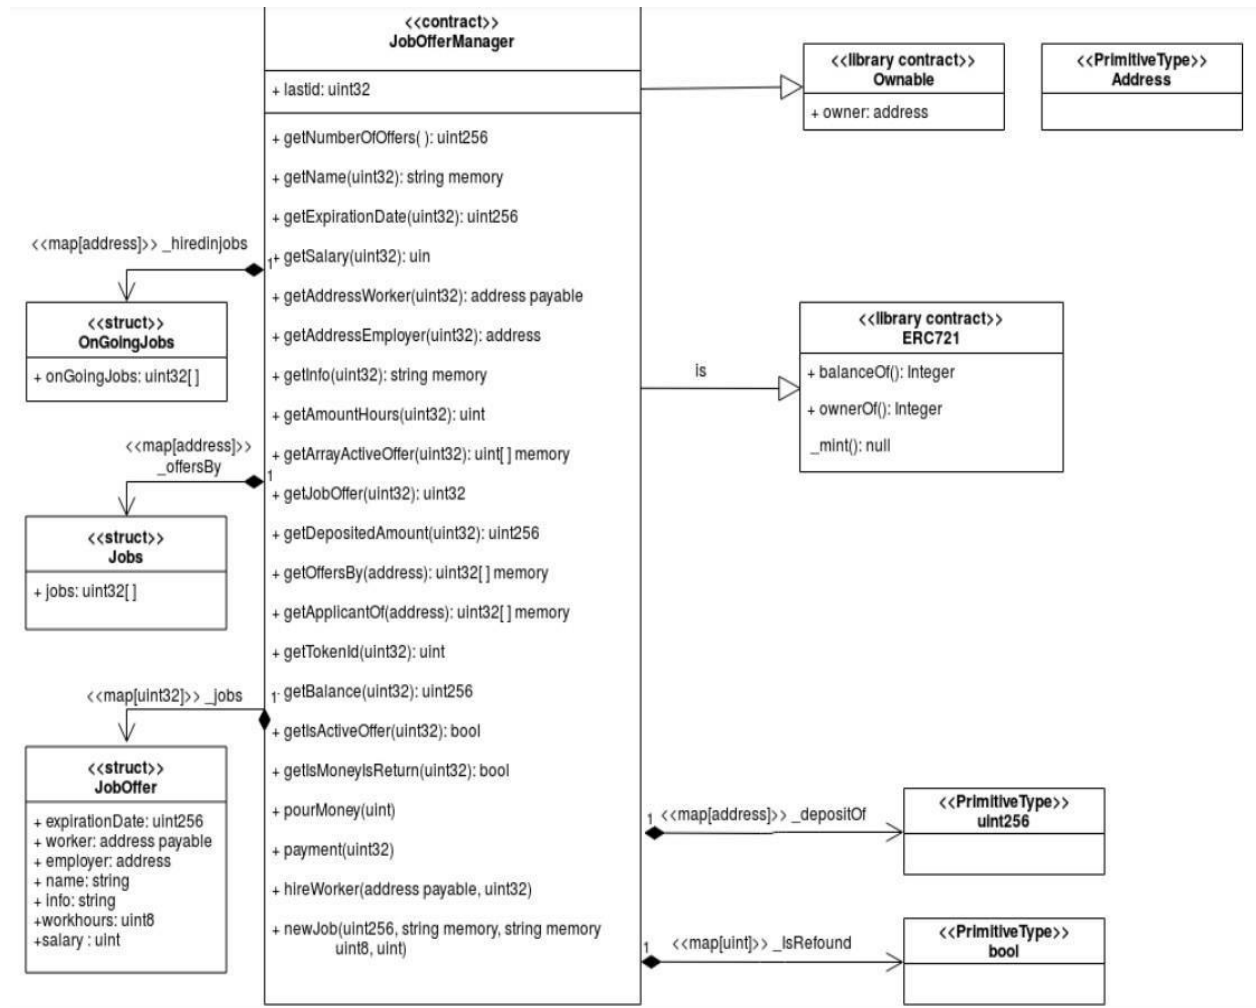 <<contract>>
JobOfferManager
+ lastid: uint32
+ getNumberOfOffers( ): uint256
+ getName(uint32): string memory
+ getExpirationDate(uint32): uint256
+ getSalary(uint32): uin
+ getAddressWorker(uint32): address payable
+ getAddressEmployer(uint32): address
+ getInfo(uint32): string memory
+ getAmountHours(uint32): uint
+ getArrayActiveOffer(uint32): uint[ ] memory
+ getJobOffer(uint32): uint32
+ getDepositedAmount(uint32): uint256
+ getOffersBy(address): uint32[ ] memory
+ getApplicantOf(address): uint32[ ] memory
+ getTokenId(uint32): uint
getBalance(uint32): uint256
+ getIsActiveOffer(uint32): bool
+ getIsMoneyIsReturn(uint32): bool
+ pourMoney(uint)
+ payment(uint32)
+ hireWorker(address payable, uint32)
+ newJob(uint256, string memory, string memory
uint8, uint)
<<library contract>>
Ownable
+ owner: address
<<PrimitiveType>>
Address
<<map[address]>> _hiredinjobs
1
<<struct>>
OnGoingJobs
+ onGoingJobs: uint32[ ]
is
<<library contract>>
ERC721
+ balanceOf(): Integer
+ ownerOf(): Integer
_mint(): null
<<map[address]>>
_offersBy
1
<<struct>>
Jobs
+ jobs: uint32[ ]
<<map[uint32]>> _jobs
1
<<struct>>
JobOffer
+ expirationDate: uint256
+ worker: address payable
+ employer: address
+ name: string
+ info: string
+workhours: uint8
+salary : uint
1 <<map[address]>> _depositOf
<<PrimitiveType>>
uint256
1 <<map[uint]>> _IsRefound
<<PrimitiveType>>
bool